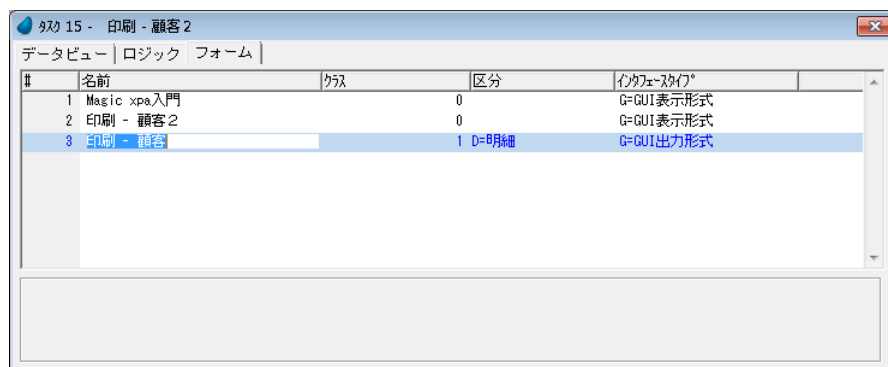 ﾀｽｸ 15 - 印刷 - 顧客２
データビュー ロジック フォーム
# 名前 ｸﾗｽ 区分 ｲﾝﾀﾌｪｰｽﾀｲﾌﾟ
1 Magic xpa入門 0 G=GUI表示形式
2 印刷 - 顧客２ 0 G=GUI表示形式
3 印刷 - 顧客 1 D=明細 G=GUI出力形式